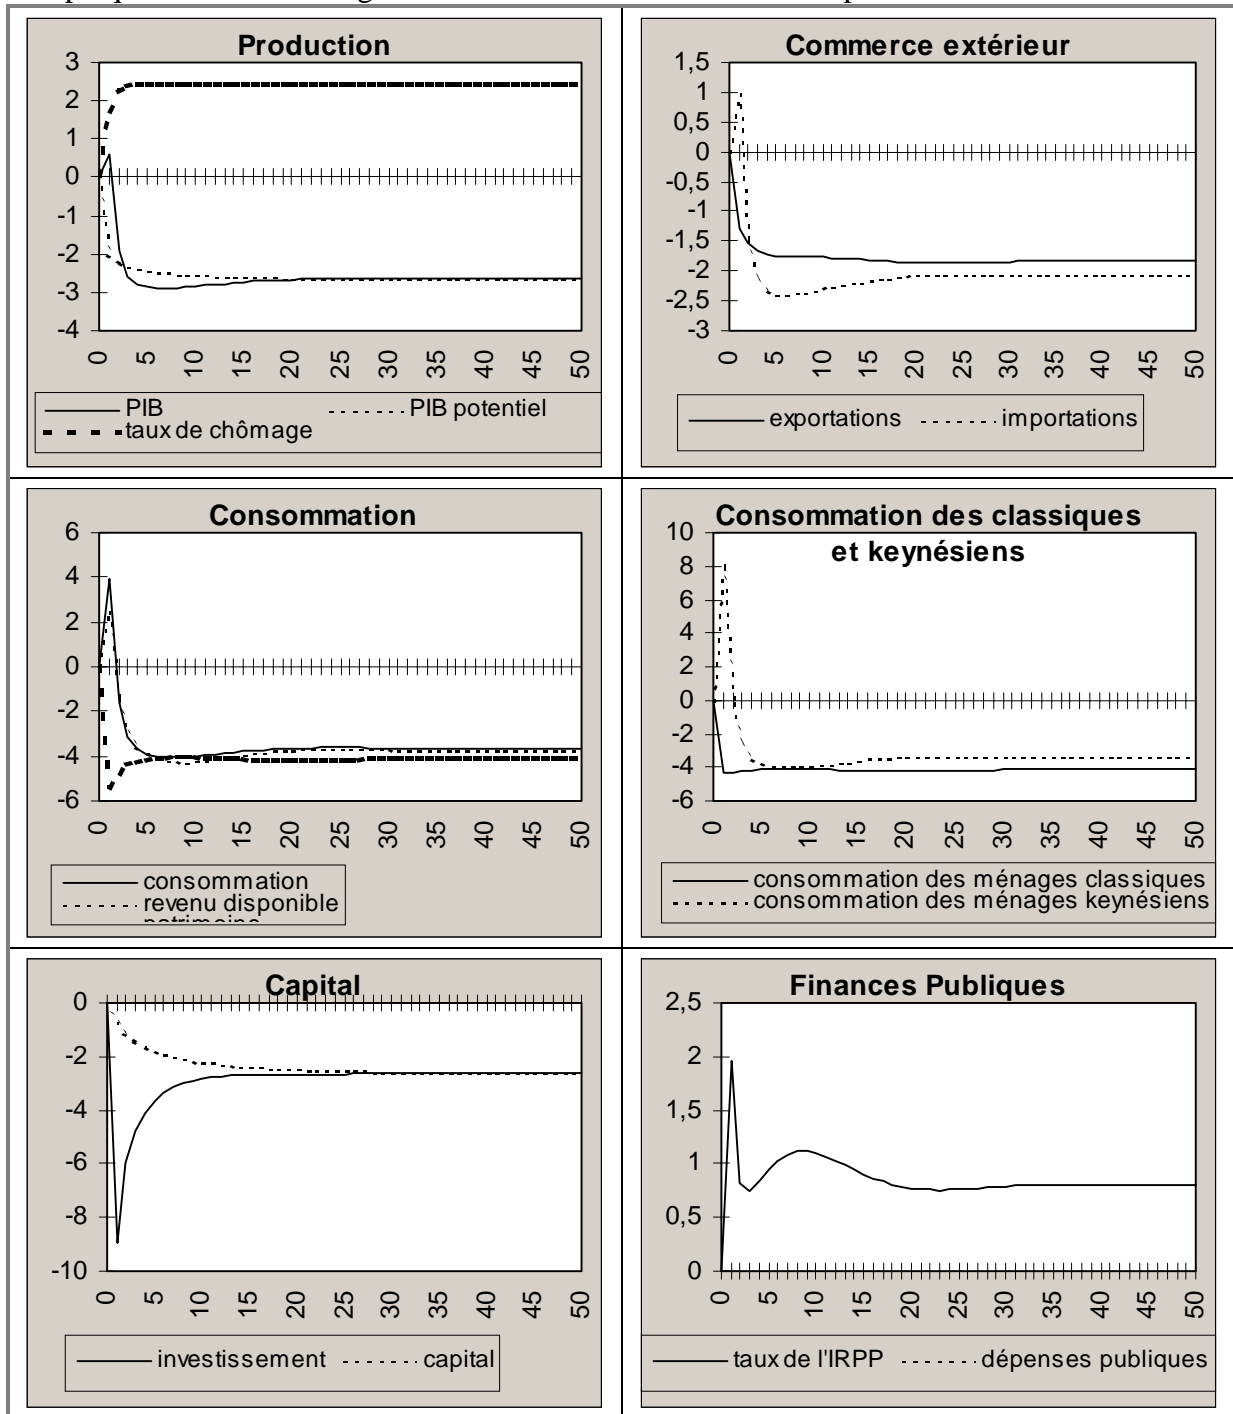 Production
3
2
1
0
-1
-2
-3
-4
0 5 10 15 20 25 30 35 40 45 50
PIB PIB potentiel
taux de chômage
Commerce extérieur
1,5
1
0,5
0
-0,5
-1
-1,5
-2
-2,5
-3
0 5 10 15 20 25 30 35 40 45 50
exportations importations
Consommation
6
4
2
0
-2
-4
-6
0 5 10 15 20 25 30 35 40 45 50
consommation
revenu disponible
patrimoine
Consommation des classiques
et keynésiens
10
8
6
4
2
0
-2
-4
-6
0 5 10 15 20 25 30 35 40 45 50
consommation des ménages classiques
consommation des ménages keynésiens
Capital
0
-2
-4
-6
-8
-10
0 5 10 15 20 25 30 35 40 45 50
investissement capital
Finances Publiques
2,5
2
1,5
1
0,5
0
0 5 10 15 20 25 30 35 40 45 50
taux de l'IRPP dépenses publiques